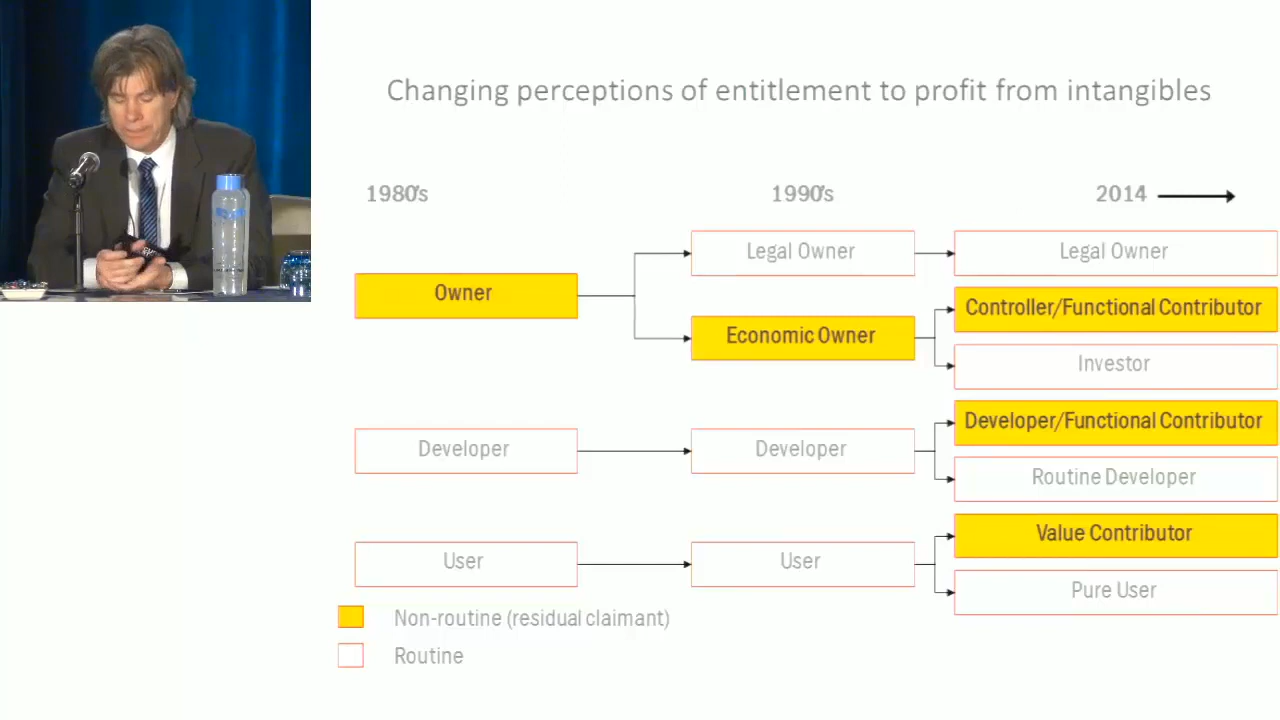 Changing perceptions of entitlement to profit from intangibles
1980's
1990's
2014
Legal Owner
Legal Owner
Owner
Controller/Functional Contributor
Economic Owner
Investor
Developer/Functional Contributor
Developer
Developer
Routine Developer
Value Contributor
User
User
Pure User
Non-routine (residual claimant)
Routine